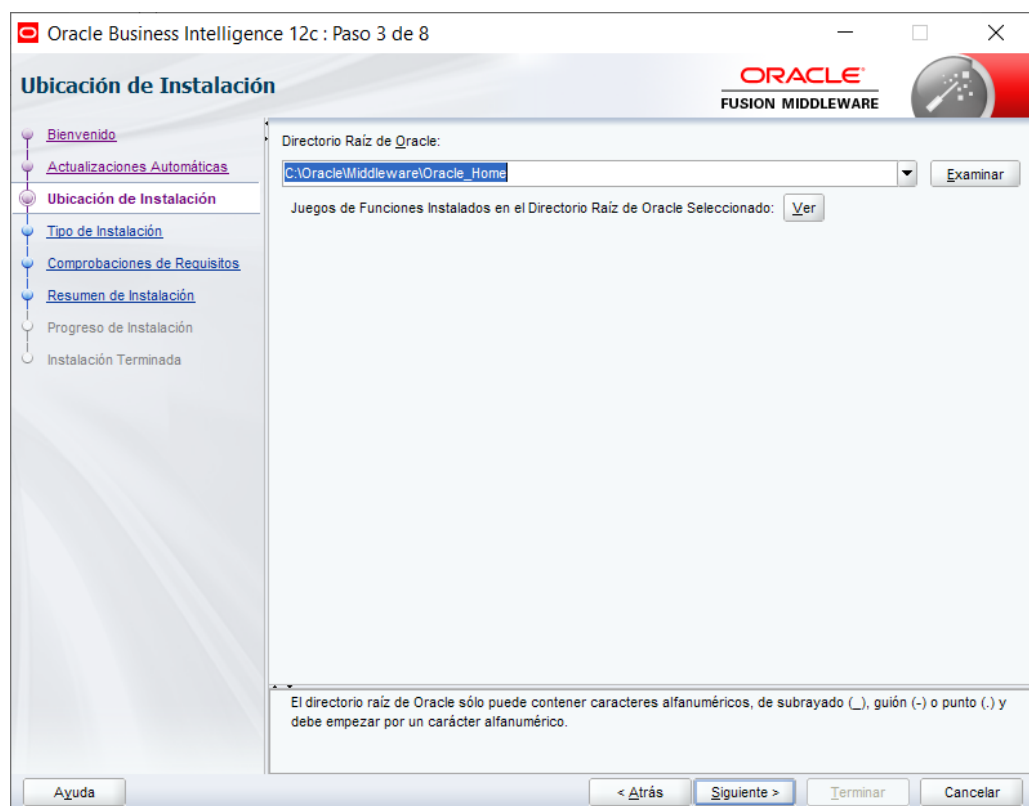 Oracle Business Intelligence 12c : Paso 3 de 8
Ubicación de Instalación
ORACLE
FUSION MIDDLEWARE
Bienvenido
Actualizaciones Automáticas
Ubicación de Instalación
Tipo de Instalación
Comprobaciones de Requisitos
Resumen de Instalación
Progreso de Instalación
Instalación Terminada
Directorio Raíz de Oracle:
C:\Oracle\Middleware\Oracle_Home
Examinar
Juegos de Funciones Instalados en el Directorio Raíz de Oracle Seleccionado:
Ver
El directorio raíz de Oracle sólo puede contener caracteres alfanuméricos, de subrayado (_), guión (-) o punto (.) y
debe empezar por un carácter alfanumérico.
Ayuda
< Atrás
Siguiente >
Terminar
Cancelar